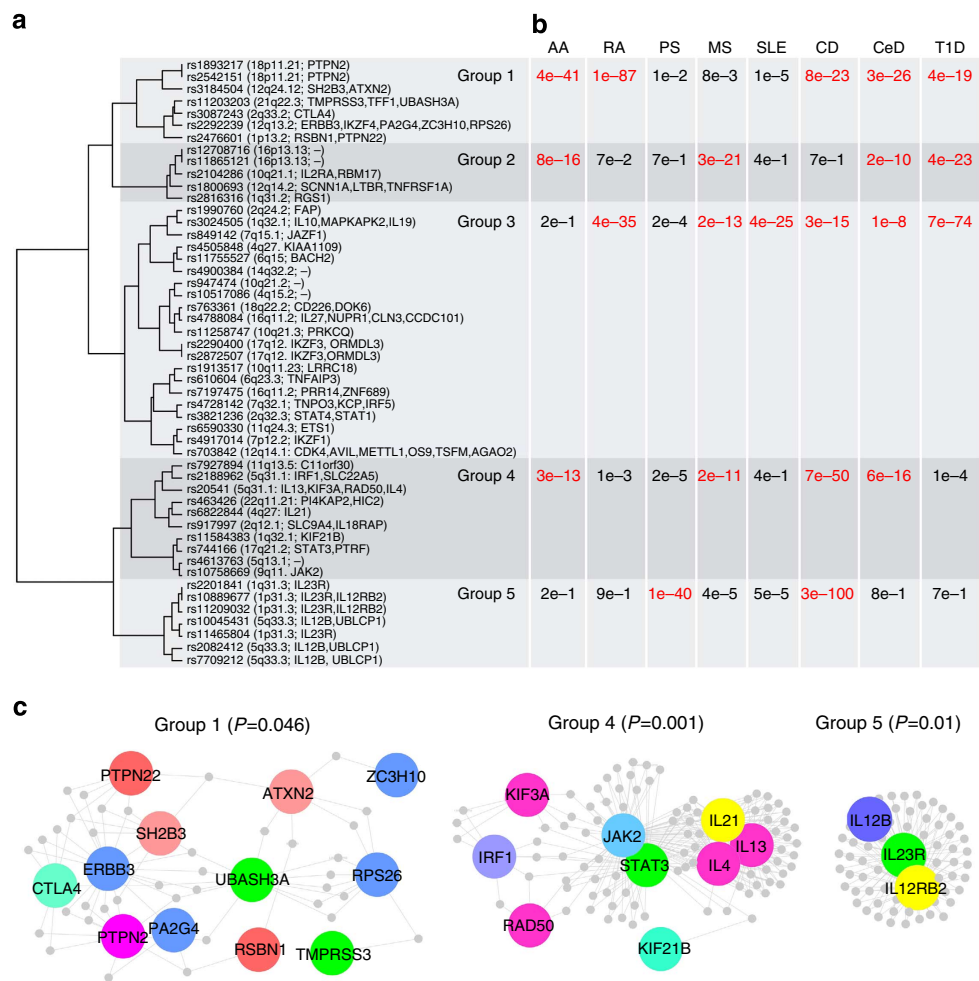 a
b
AA RA PS MS SLE CD CeD T1D
rs1893217 (18p11.21; PTPN2)
rs2542151 (18p11.21; PTPN2)
rs3184504 (12q24.12; SH2B3,ATXN2)
rs11203203 (21q22.3; TMPRSS3,TFF1,UBASH3A)
rs3087243 (2q33.2; CTLA4)
rs2292239 (12q13.2; ERBB3,IKZF4,PA2G4,ZC3H10,RPS26)
rs2476601 (1p13.2; RSBN1,PTPN22)
Group 1 4e–41 1e–87 1e–2 8e–3 1e–5 8e–23 3e–26 4e–19
rs12708716 (16p13.13; –)
rs11865121 (16p13.13; –)
rs2104286 (10q21.1; IL2RA,RBM17)
rs1800693 (12q14.2; SCNN1A,LTBR,TNFRSF1A)
rs2816316 (1q31.2; RGS1)
Group 2 8e–16 7e–2 7e–1 3e–21 4e–1 7e–1 2e–10 4e–23
rs1990760 (2q24.2; FAP)
rs3024505 (1q32.1; IL10,MAPKAPK2,IL19)
rs849142 (7q15.1; JAZF1)
rs4505848 (4q27. KIAA1109)
rs11755527 (6q15; BACH2)
rs4900384 (14q32.2; –)
rs947474 (10q21.2; –)
rs10517086 (4q15.2; –)
rs763361 (18q22.2; CD226,DOK6)
rs4788084 (16q11.2; IL27,NUPR1,CLN3,CCDC101)
rs11258747 (10q21.3; PRKCQ)
rs2290400 (17q12. IKZF3,ORMDL3)
rs2872507 (17q12. IKZF3,ORMDL3)
rs1913517 (10q11.23; LRRC18)
rs610604 (6q23.3; TNFAIP3)
rs7197475 (16q11.2; PRR14,ZNF689)
rs4728142 (7q32.1; TNPO3,KCP,IRF5)
rs3821236 (2q32.3; STAT4,STAT1)
rs6590330 (11q24.3; ETS1)
rs4917014 (7p12.2; IKZF1)
rs703842 (12q14.1: CDK4,AVIL,METTL1,OS9,TSFM,AGAO2)
Group 3 2e–1 4e–35 2e–4 2e–13 4e–25 3e–15 1e–8 7e–74
rs7927894 (11q13.5; C11orf30)
rs2188962 (5q31.1: IRF1,SLC22A5)
rs20541 (5q31.1: IL13,KIF3A,RAD50,IL4)
rs463426 (22q11.21: PI4KAP2,HIC2)
rs6822844 (4q27: IL21)
rs917997 (2q12.1; SLC9A4,IL18RAP)
rs11584383 (1q32.1; KIF21B)
rs744166 (17q21.2; STAT3,PTRF)
rs4613763 (5q13.1; –)
rs10758669 (9q11. JAK2)
Group 4 3e–13 1e–3 2e–5 2e–11 4e–1 7e–50 6e–16 1e–4
rs2201841 (1q31.3; IL23R)
rs10889677 (1p31.3; IL23R,IL12RB2)
rs11209032 (1p31.3; IL23R,IL12RB2)
rs10045431 (5q33.3; IL12B,UBLCP1)
rs11465804 (1p31.3; IL23R)
rs2082412 (5q33.3; IL12B,UBLCP1)
rs7709212 (5q33.3; IL12B, UBLCP1)
Group 5 2e–1 9e–1 1e–40 4e–5 5e–5 3e–100 8e–1 7e–1
c
Group 1 (P=0.046)
PTPN22
ZC3H10
ATXN2
SH2B3
ERBB3
CTLA4
UBASH3A
RPS26
PTPN2
PA2G4
RSBN1
TMPRSS3
Group 4 (P=0.001)
KIF3A
JAK2
IL21
IRF1
STAT3
IL4
IL13
RAD50
KIF21B
Group 5 (P=0.01)
IL12B
IL23R
IL12RB2